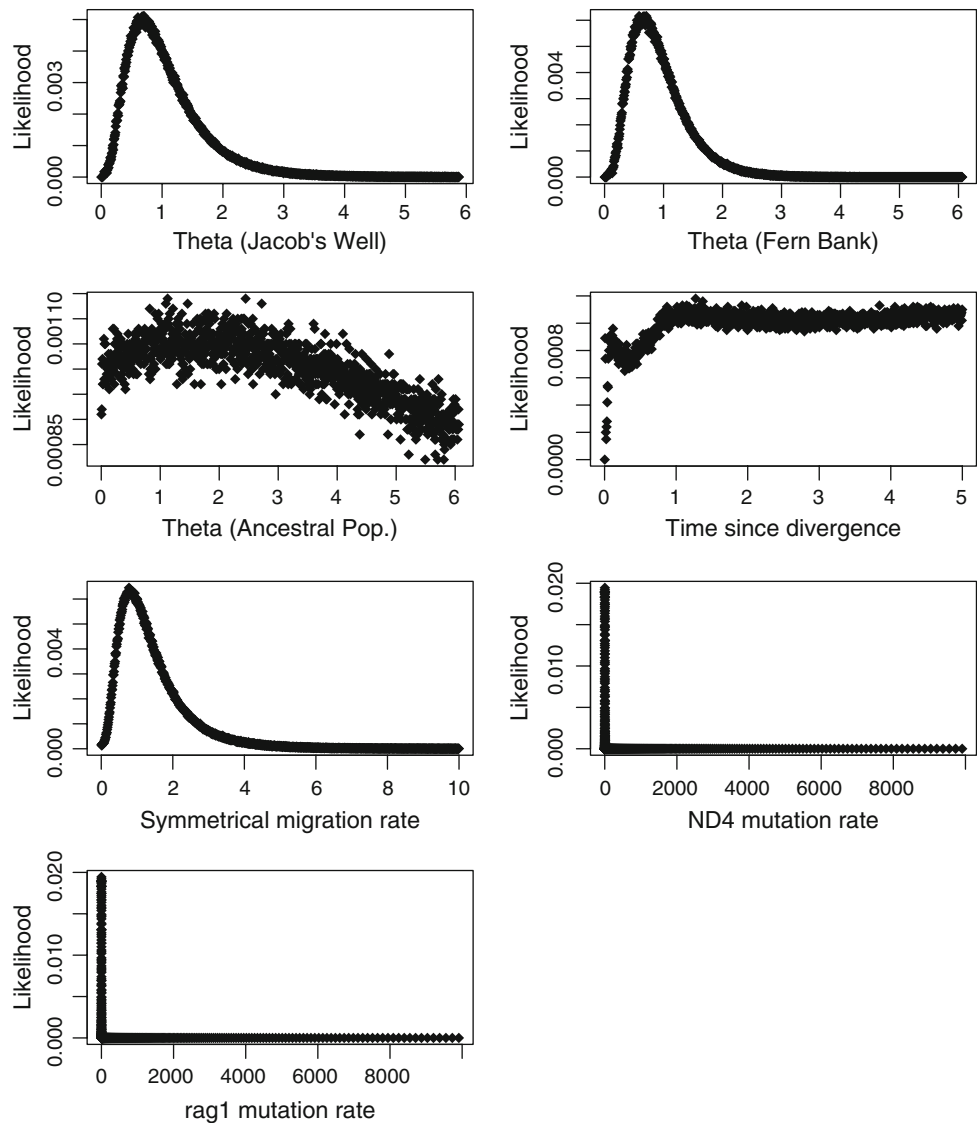 Likelihood
0.000 0.003
0 1 2 3 4 5 6
Theta (Jacob's Well)
Likelihood
0.000 0.004
0 1 2 3 4 5 6
Theta (Fern Bank)
Likelihood
0.00085 0.00110
0 1 2 3 4 5 6
Theta (Ancestral Pop.)
Likelihood
0.0000 0.0008
0 1 2 3 4 5
Time since divergence
Likelihood
0.000 0.004
0 2 4 6 8 10
Symmetrical migration rate
Likelihood
0.000 0.010 0.020
0 2000 4000 6000 8000
ND4 mutation rate
Likelihood
0.000 0.010 0.020
0 2000 4000 6000 8000
rag1 mutation rate